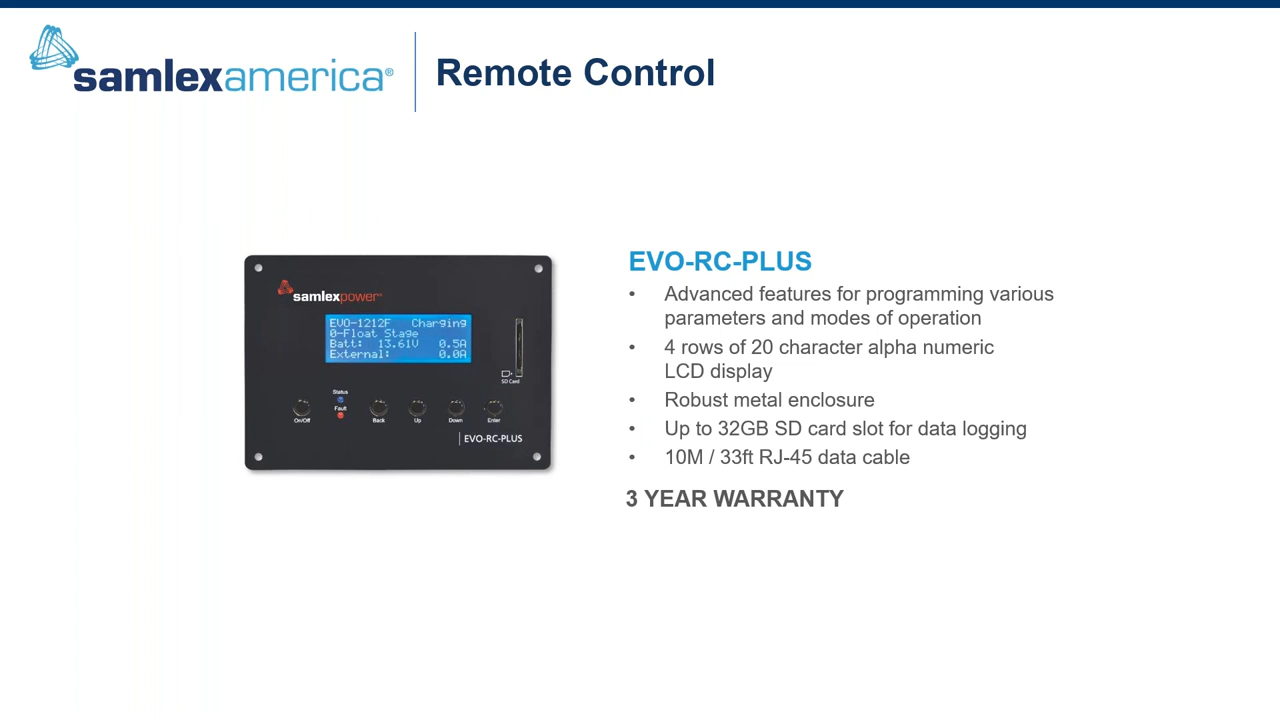 samlexamerica®
Remote Control
samlexpower®
EVO-1212F Charging
0-Float Stage
Batt: 13.61V 0.5A
External: 0.0A
SD Card
Status
Fault
On/Off
Back
Up
Down
Enter
EVO-RC-PLUS
EVO-RC-PLUS
• Advanced features for programming various
parameters and modes of operation
• 4 rows of 20 character alpha numeric
LCD display
• Robust metal enclosure
• Up to 32GB SD card slot for data logging
• 10M / 33ft RJ-45 data cable
3 YEAR WARRANTY